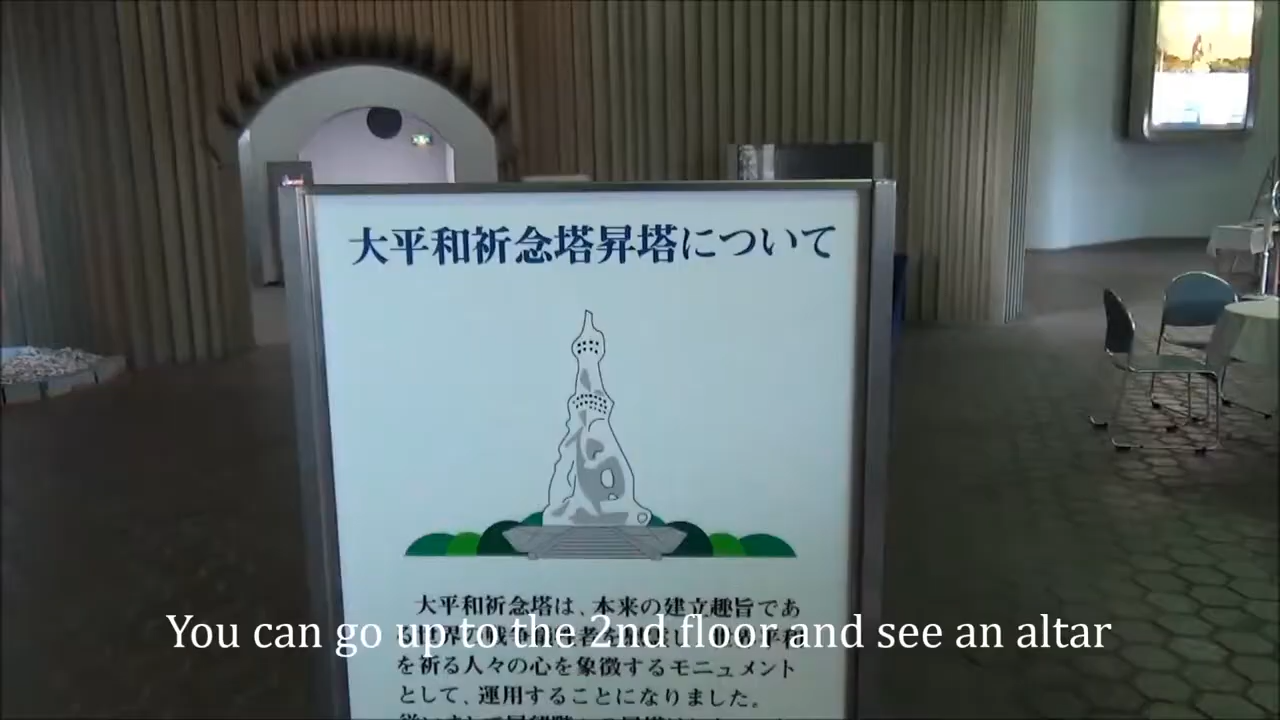 大平和祈念塔昇塔について
大平和祈念塔は、本来の建立趣旨であ
You can go up to the 2nd floor and see an altar
を祈る人々の心を象徴するモニュメント
として、運用することになりました。